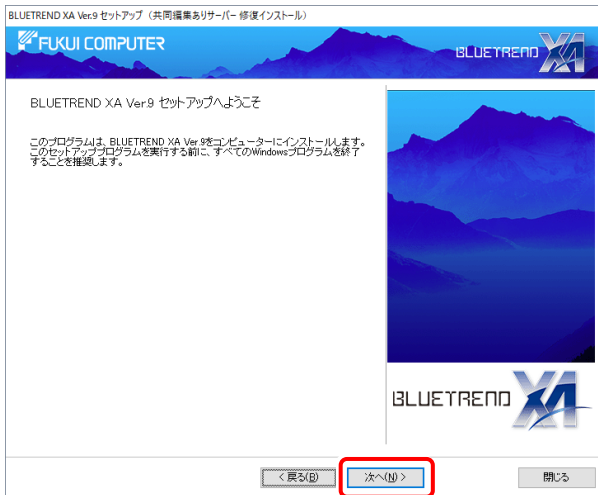 BLUETREND XA Ver.9 セットアップ（共同編集ありサーバー 修復インストール）
FUKUI COMPUTER
BLUETREND XA
BLUETREND XA Ver.9 セットアップへようこそ
このプログラムは、BLUETREND XA Ver.9をコンピューターにインストールします。
このセットアッププログラムを実行する前に、すべてのWindowsプログラムを終了
することを推奨します。
BLUETREND XA
< 戻る(B)
次へ(N) >
閉じる